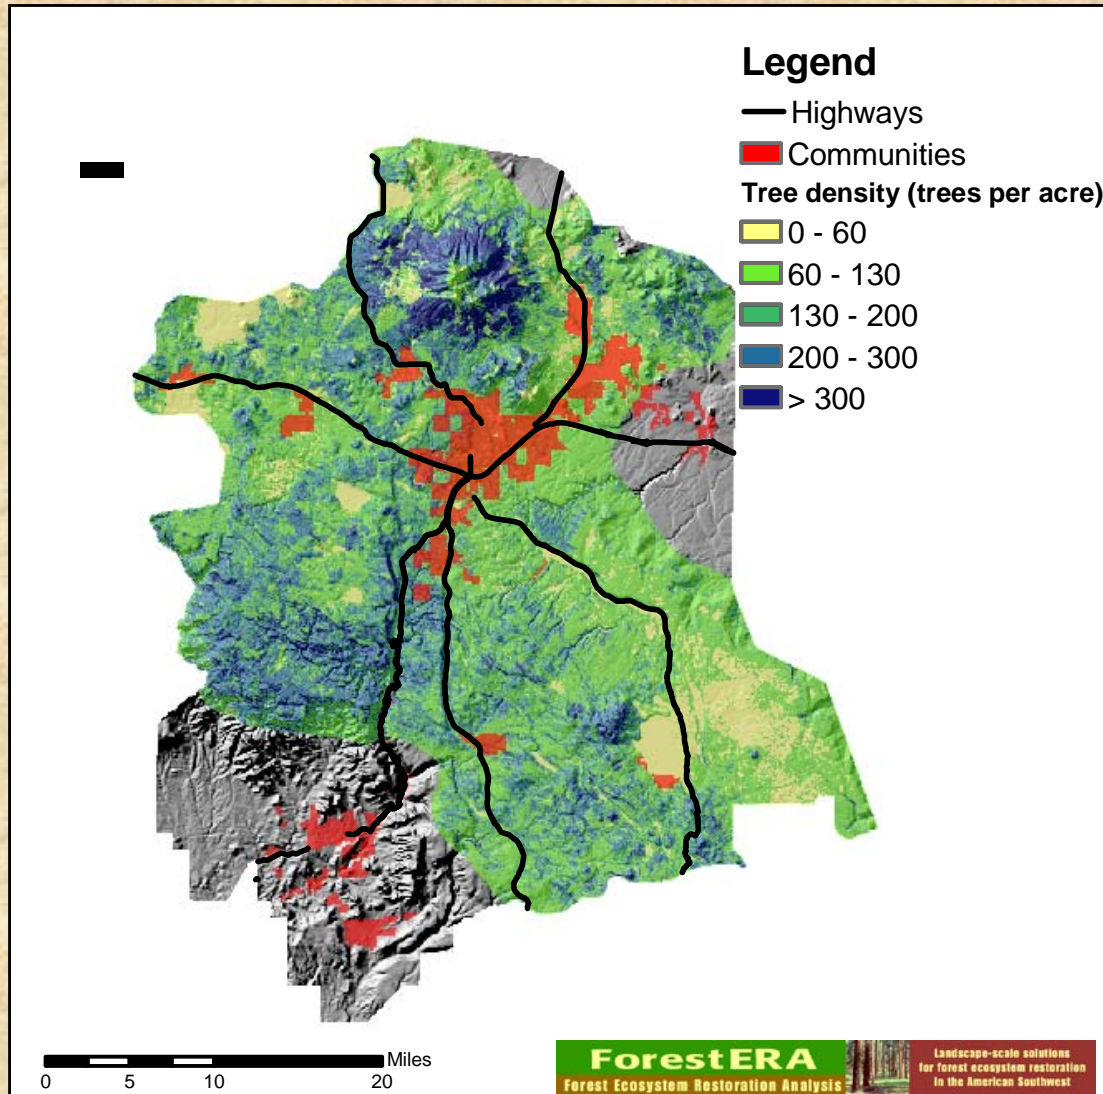 Legend
Highways
Communities
Tree density (trees per acre)
0 - 60
60 - 130
130 - 200
200 - 300
> 300
Miles
0 5 10 20
ForestERA
Forest Ecosystem Restoration Analysis
Landscape-scale solutions
for forest ecosystem restoration
in the American Southwest